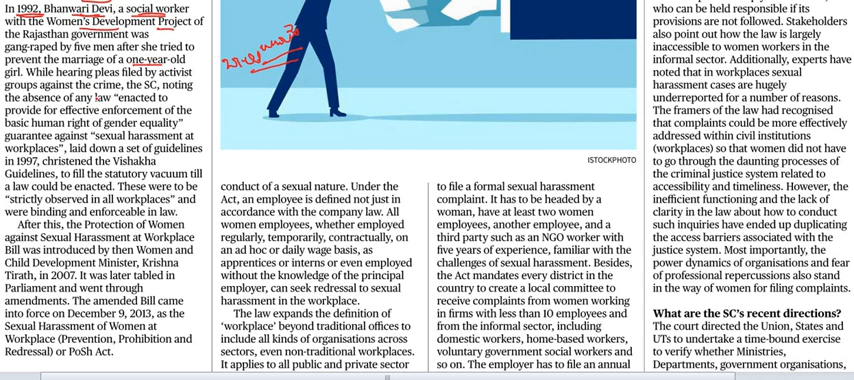 In 1992, Bhanwari Devi, a social worker
with the Women's Development Project of
the Rajasthan government was
gang-raped by five men after she tried to
prevent the marriage of a one-year-old
girl. While hearing pleas filed by activist
groups against the crime, the SC, noting
the absence of any law “enacted to
provide for effective enforcement of the
basic human right of gender equality”
guarantee against “sexual harassment at
workplaces”, laid down a set of guidelines
in 1997, christened the Vishakha
Guidelines, to fill the statutory vacuum till
a law could be enacted. These were to be
“strictly observed in all workplaces” and
were binding and enforceable in law.
After this, the Protection of Women
against Sexual Harassment at Workplace
Bill was introduced by then Women and
Child Development Minister, Krishna
Tirath, in 2007. It was later tabled in
Parliament and went through
amendments. The amended Bill came
into force on December 9, 2013, as the
Sexual Harassment of Women at
Workplace (Prevention, Prohibition and
Redressal) or PoSh Act.
ISTOCKPHOTO
conduct of a sexual nature. Under the
Act, an employee is defined not just in
accordance with the company law. All
women employees, whether employed
regularly, temporarily, contractually, on
an ad hoc or daily wage basis, as
apprentices or interns or even employed
without the knowledge of the principal
employer, can seek redressal to sexual
harassment in the workplace.
The law expands the definition of
‘workplace’ beyond traditional offices to
include all kinds of organisations across
sectors, even non-traditional workplaces.
It applies to all public and private sector
to file a formal sexual harassment
complaint. It has to be headed by a
woman, have at least two women
employees, another employee, and a
third party such as an NGO worker with
five years of experience, familiar with the
challenges of sexual harassment. Besides,
the Act mandates every district in the
country to create a local committee to
receive complaints from women working
in firms with less than 10 employees and
from the informal sector, including
domestic workers, home-based workers,
voluntary government social workers and
so on. The employer has to file an annual
who can be held responsible if its
provisions are not followed. Stakeholders
also point out how the law is largely
inaccessible to women workers in the
informal sector. Additionally, experts have
noted that in workplaces sexual
harassment cases are hugely
underreported for a number of reasons.
The framers of the law had recognised
that complaints could be more effectively
addressed within civil institutions
(workplaces) so that women did not have
to go through the daunting processes of
the criminal justice system related to
accessibility and timeliness. However, the
inefficient functioning and the lack of
clarity in the law about how to conduct
such inquiries have ended up duplicating
the access barriers associated with the
justice system. Most importantly, the
power dynamics of organisations and fear
of professional repercussions also stand
in the way of women for filing complaints.
What are the SC's recent directions?
The court directed the Union, States and
UTs to undertake a time-bound exercise
to verify whether Ministries,
Departments, government organisations,